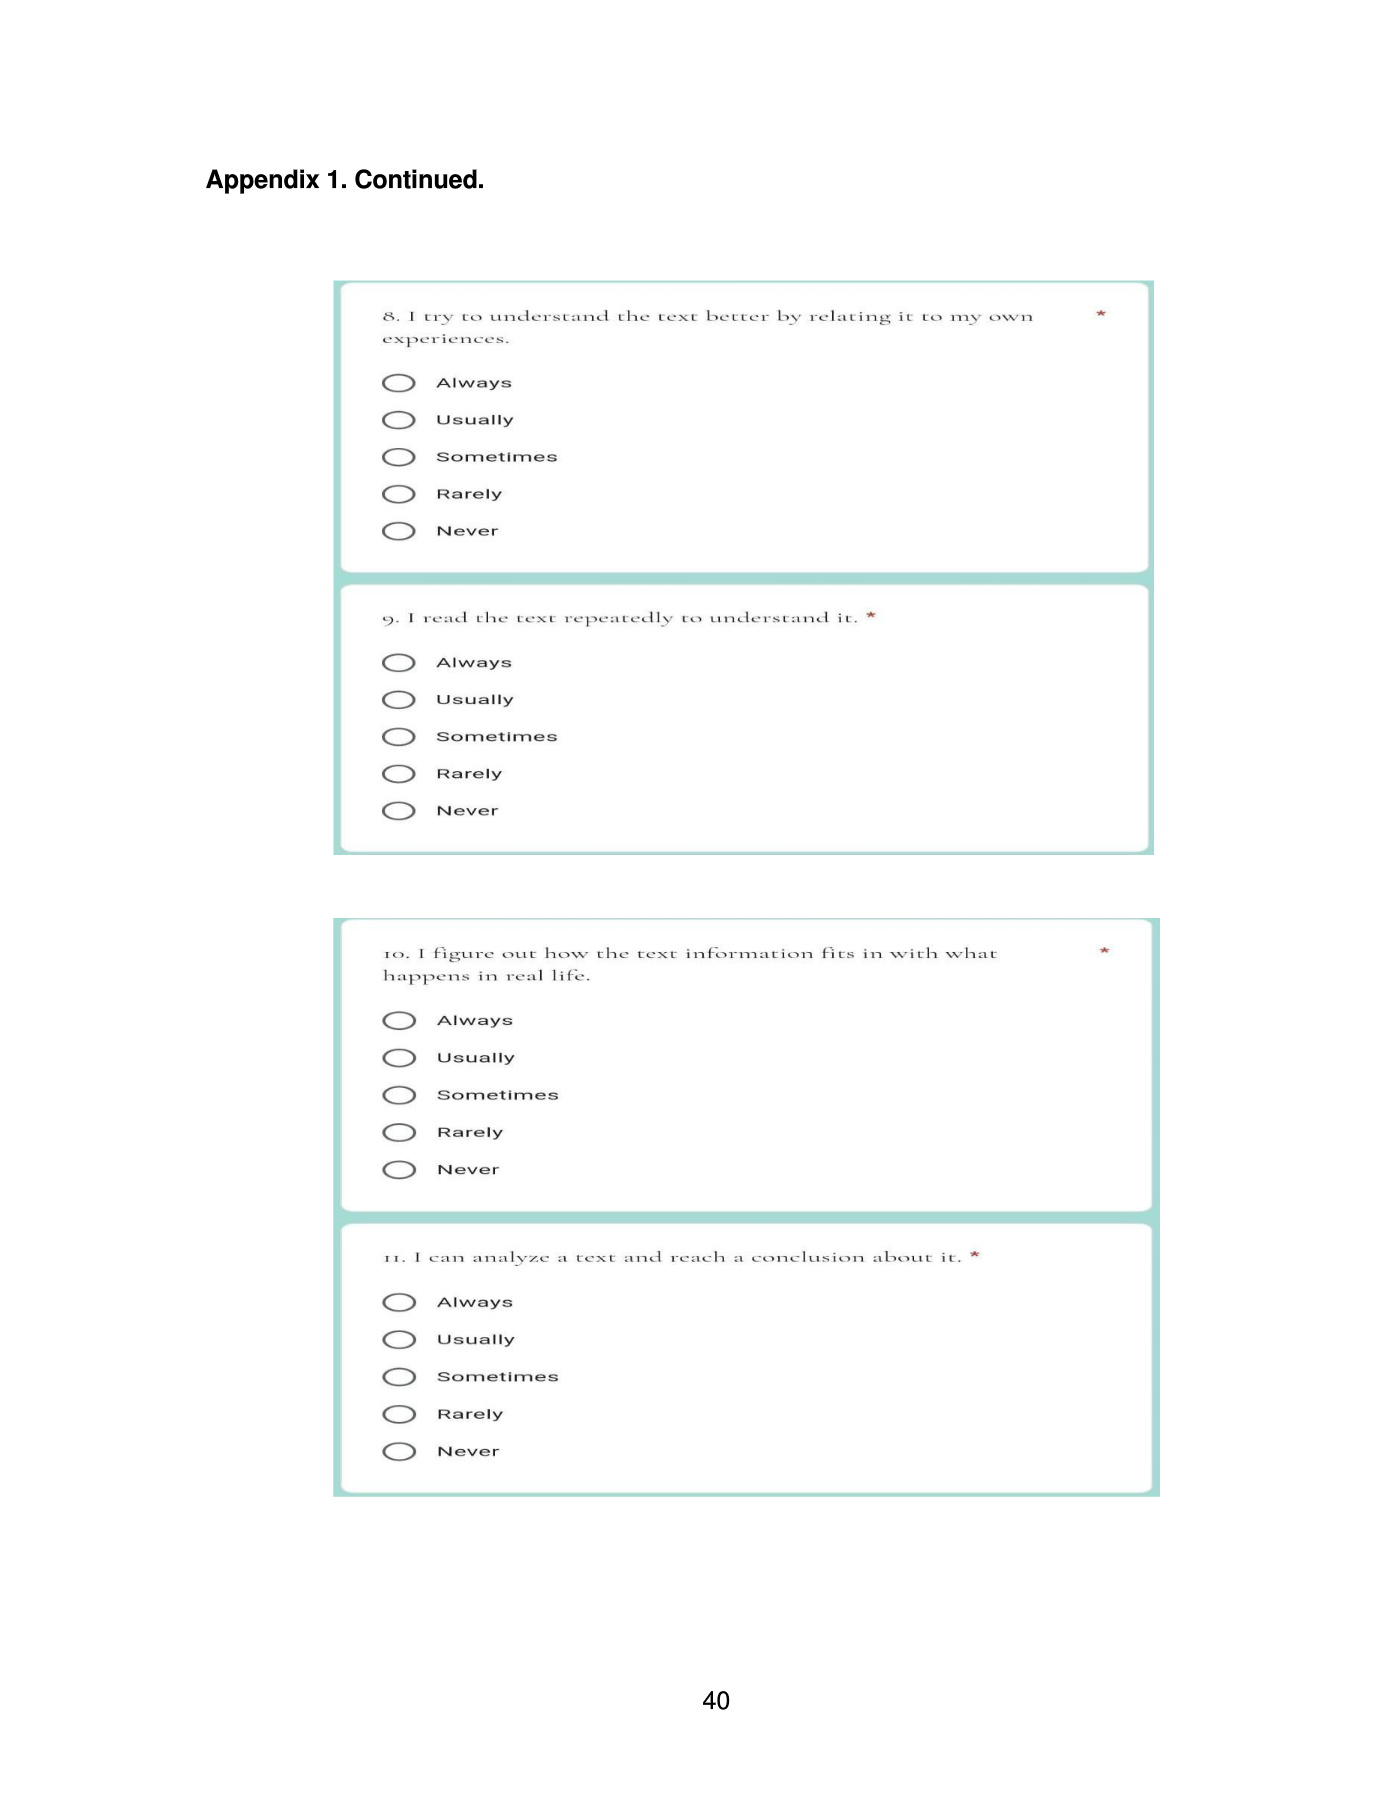 Appendix 1. Continued.
8. I try to understand the text better by relating it to my own *
experiences.
Always
Usually
Sometimes
Rarely
Never
9. I read the text repeatedly to understand it. *
Always
Usually
Sometimes
Rarely
Never
10. I figure out how the text information fits in with what *
happens in real life.
Always
Usually
Sometimes
Rarely
Never
11. I can analyze a text and reach a conclusion about it. *
Always
Usually
Sometimes
Rarely
Never
40